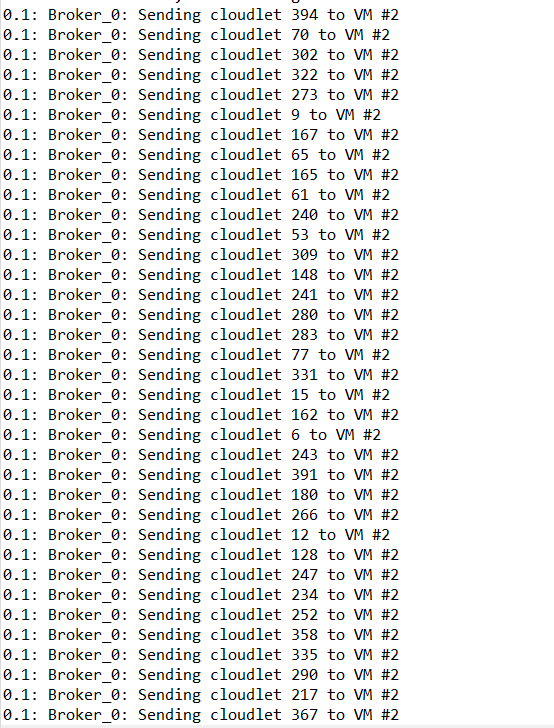 0.1: Broker_0: Sending cloudlet 394 to VM #2
0.1: Broker_0: Sending cloudlet 70 to VM #2
0.1: Broker_0: Sending cloudlet 302 to VM #2
0.1: Broker_0: Sending cloudlet 322 to VM #2
0.1: Broker_0: Sending cloudlet 273 to VM #2
0.1: Broker_0: Sending cloudlet 9 to VM #2
0.1: Broker_0: Sending cloudlet 167 to VM #2
0.1: Broker_0: Sending cloudlet 65 to VM #2
0.1: Broker_0: Sending cloudlet 165 to VM #2
0.1: Broker_0: Sending cloudlet 61 to VM #2
0.1: Broker_0: Sending cloudlet 240 to VM #2
0.1: Broker_0: Sending cloudlet 53 to VM #2
0.1: Broker_0: Sending cloudlet 309 to VM #2
0.1: Broker_0: Sending cloudlet 148 to VM #2
0.1: Broker_0: Sending cloudlet 241 to VM #2
0.1: Broker_0: Sending cloudlet 280 to VM #2
0.1: Broker_0: Sending cloudlet 283 to VM #2
0.1: Broker_0: Sending cloudlet 77 to VM #2
0.1: Broker_0: Sending cloudlet 331 to VM #2
0.1: Broker_0: Sending cloudlet 15 to VM #2
0.1: Broker_0: Sending cloudlet 162 to VM #2
0.1: Broker_0: Sending cloudlet 6 to VM #2
0.1: Broker_0: Sending cloudlet 243 to VM #2
0.1: Broker_0: Sending cloudlet 391 to VM #2
0.1: Broker_0: Sending cloudlet 180 to VM #2
0.1: Broker_0: Sending cloudlet 266 to VM #2
0.1: Broker_0: Sending cloudlet 12 to VM #2
0.1: Broker_0: Sending cloudlet 128 to VM #2
0.1: Broker_0: Sending cloudlet 247 to VM #2
0.1: Broker_0: Sending cloudlet 234 to VM #2
0.1: Broker_0: Sending cloudlet 252 to VM #2
0.1: Broker_0: Sending cloudlet 358 to VM #2
0.1: Broker_0: Sending cloudlet 335 to VM #2
0.1: Broker_0: Sending cloudlet 290 to VM #2
0.1: Broker_0: Sending cloudlet 217 to VM #2
0.1: Broker_0: Sending cloudlet 367 to VM #2